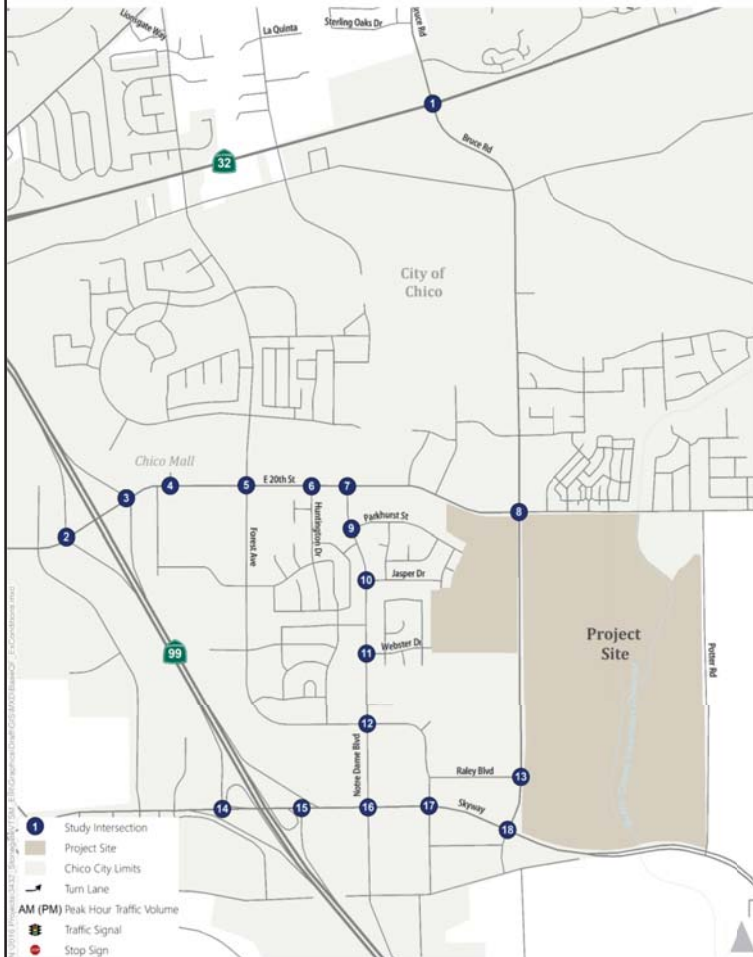 Lionsgate Way
La Quinta
Sterling Oaks Dr
Bruce Rd
1
Bruce Rd
32
City of
Chico
Chico Mall
E 20th St
2
3
4
5
6
7
8
Forest Ave
Huntington Dr
9
Parkhurst St
10
Jasper Dr
99
11
Webster Dr
Project
Site
Potter Rd
12
Notre Dame Blvd
Raley Blvd
13
14
15
16
17
Skyway
18
1 Study Intersection
Project Site
Chico City Limits
Turn Lane
AM (PM) Peak Hour Traffic Volume
Traffic Signal
Stop Sign